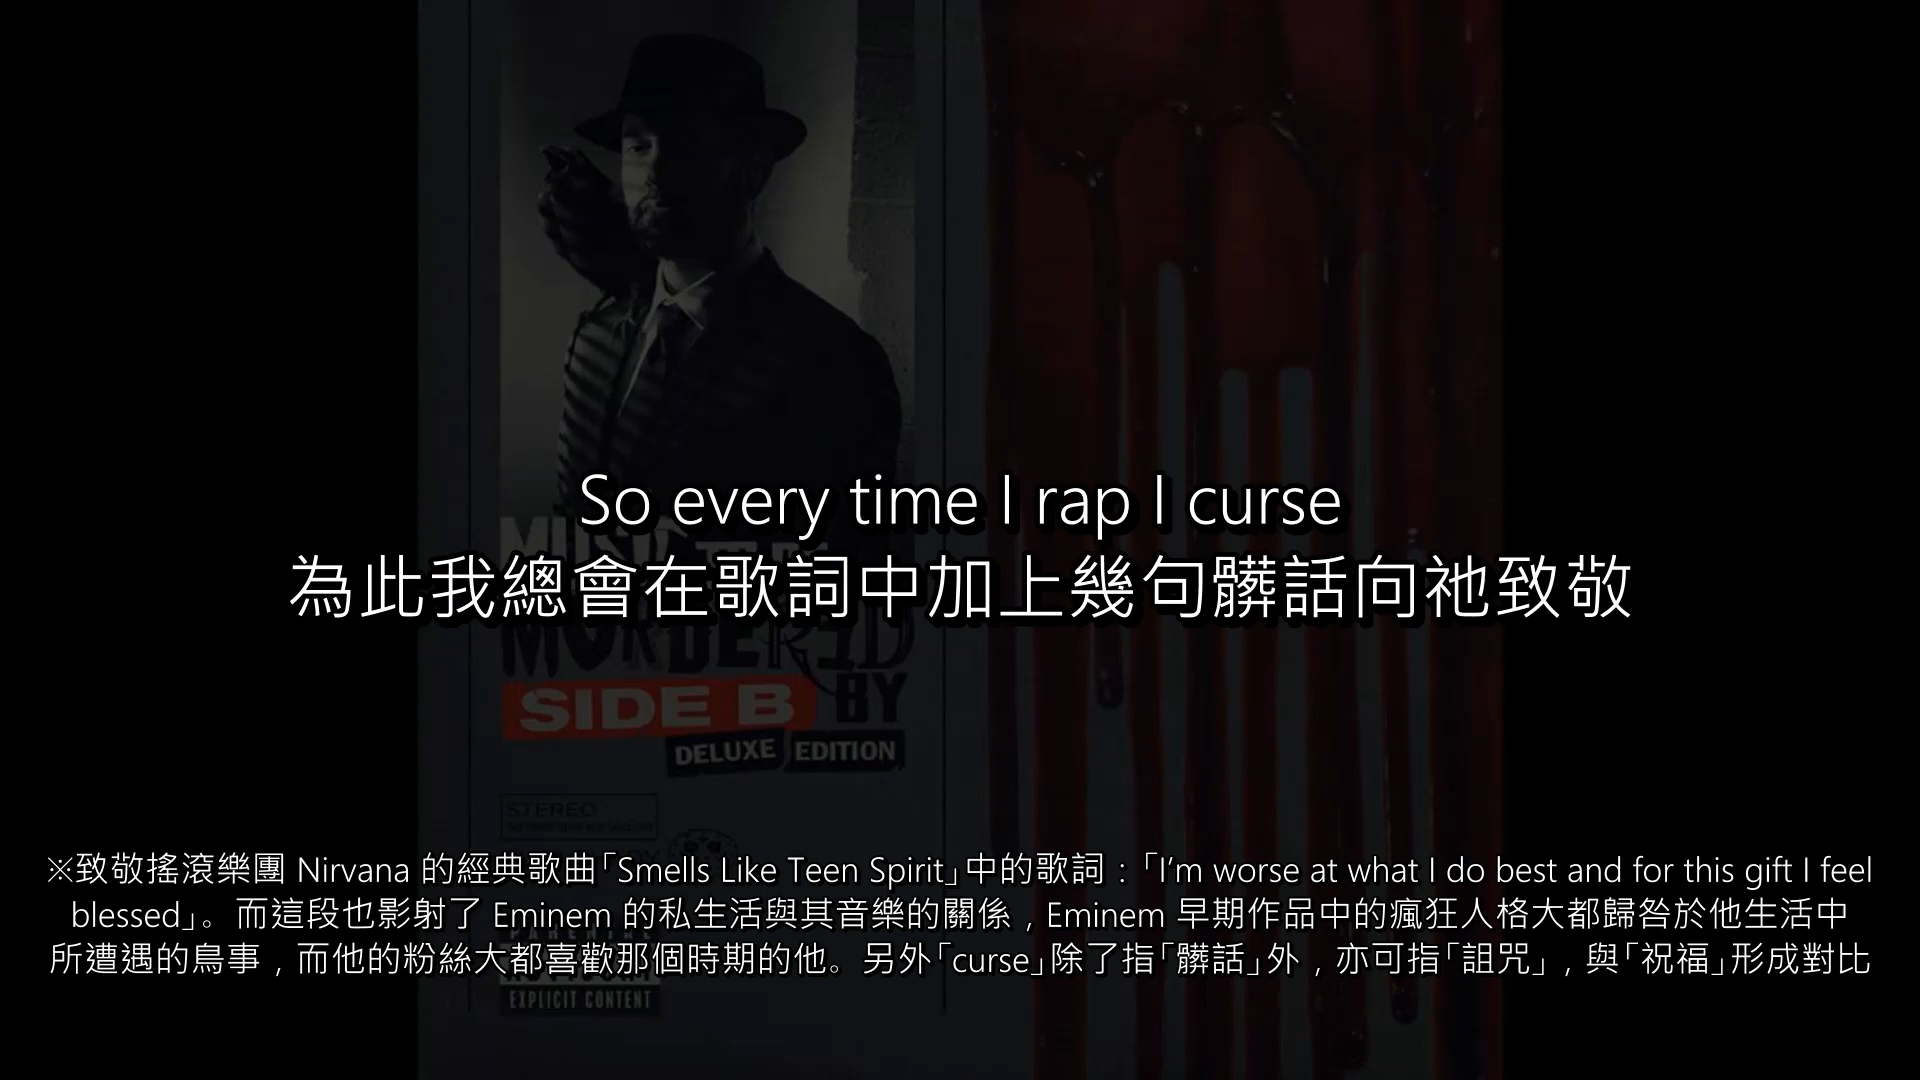 So every time I rap I curse
為此我總會在歌詞中加上幾句髒話向祂致敬
MURDERED
SIDE B BY
DELUXE EDITION
STEREO
※致敬搖滾樂團 Nirvana 的經典歌曲「Smells Like Teen Spirit」中的歌詞：「I'm worse at what I do best and for this gift I feel
blessed」。而這段也影射了 Eminem 的私生活與其音樂的關係，Eminem 早期作品中的瘋狂人格大都歸咎於他生活中
所遭遇的鳥事，而他的粉絲大都喜歡那個時期的他。另外「curse」除了指「髒話」外，亦可指「詛咒」，與「祝福」形成對比
EXPLICIT CONTENT